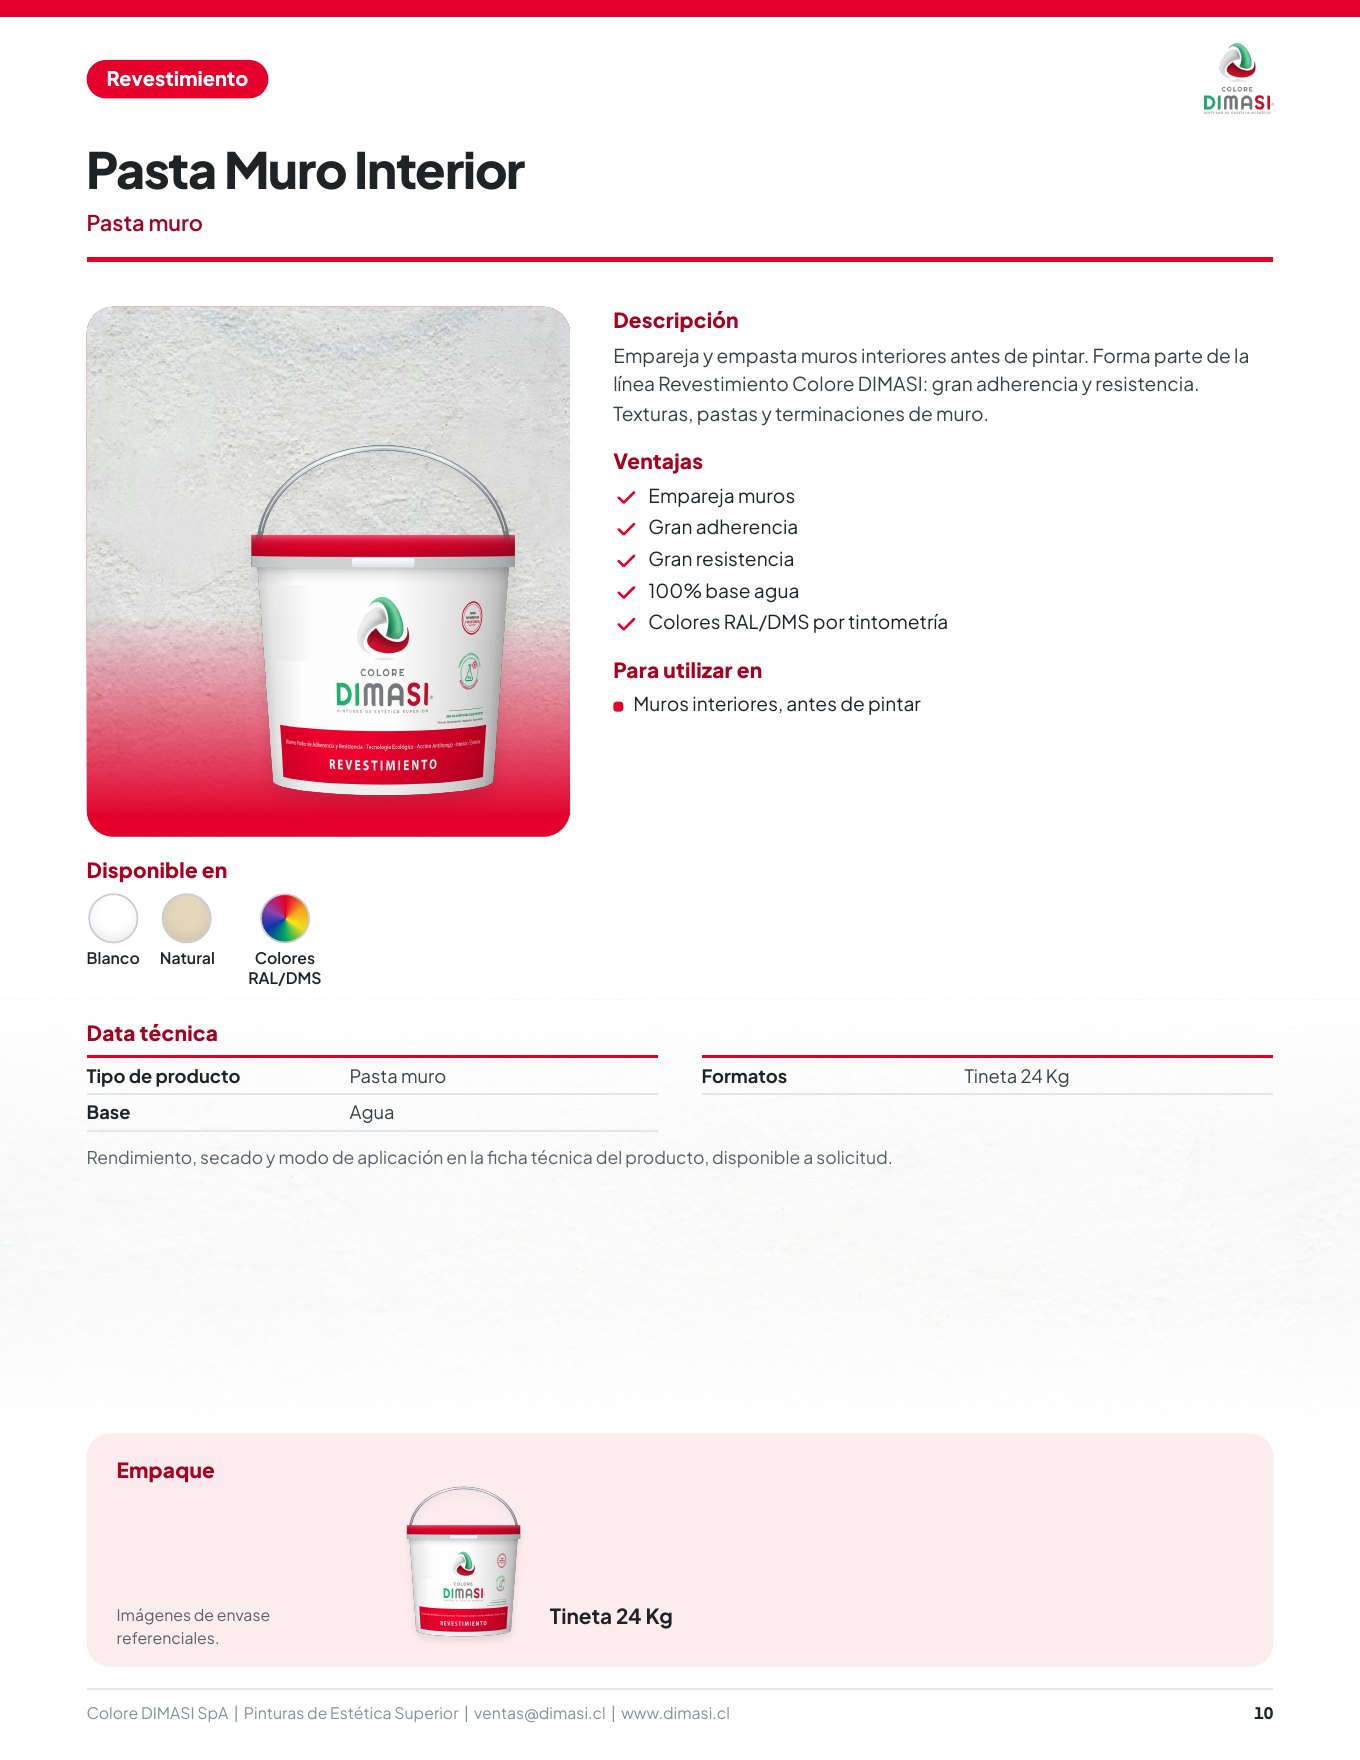 Revestimiento
COLORE
DIMASI
Pasta Muro Interior
Pasta muro
COLORE
DIMASI
PINTURAS DE ESTÉTICA SUPERIOR
REVESTIMIENTO
Descripción
Empareja y empasta muros interiores antes de pintar. Forma parte de la
línea Revestimiento Colore DIMASI: gran adherencia y resistencia.
Texturas, pastas y terminaciones de muro.
Ventajas
Empareja muros
Gran adherencia
Gran resistencia
100% base agua
Colores RAL/DMS por tintometría
Para utilizar en
Muros interiores, antes de pintar
Disponible en
Blanco
Natural
Colores
RAL/DMS
Data técnica
Tipo de producto Pasta muro
Base Agua
Formatos Tineta 24 Kg
Rendimiento, secado y modo de aplicación en la ficha técnica del producto, disponible a solicitud.
Empaque
Imágenes de envase
referenciales.
COLORE
DIMASI
REVESTIMIENTO
Tineta 24 Kg
Colore DIMASI SpA | Pinturas de Estética Superior | ventas@dimasi.cl | www.dimasi.cl
10